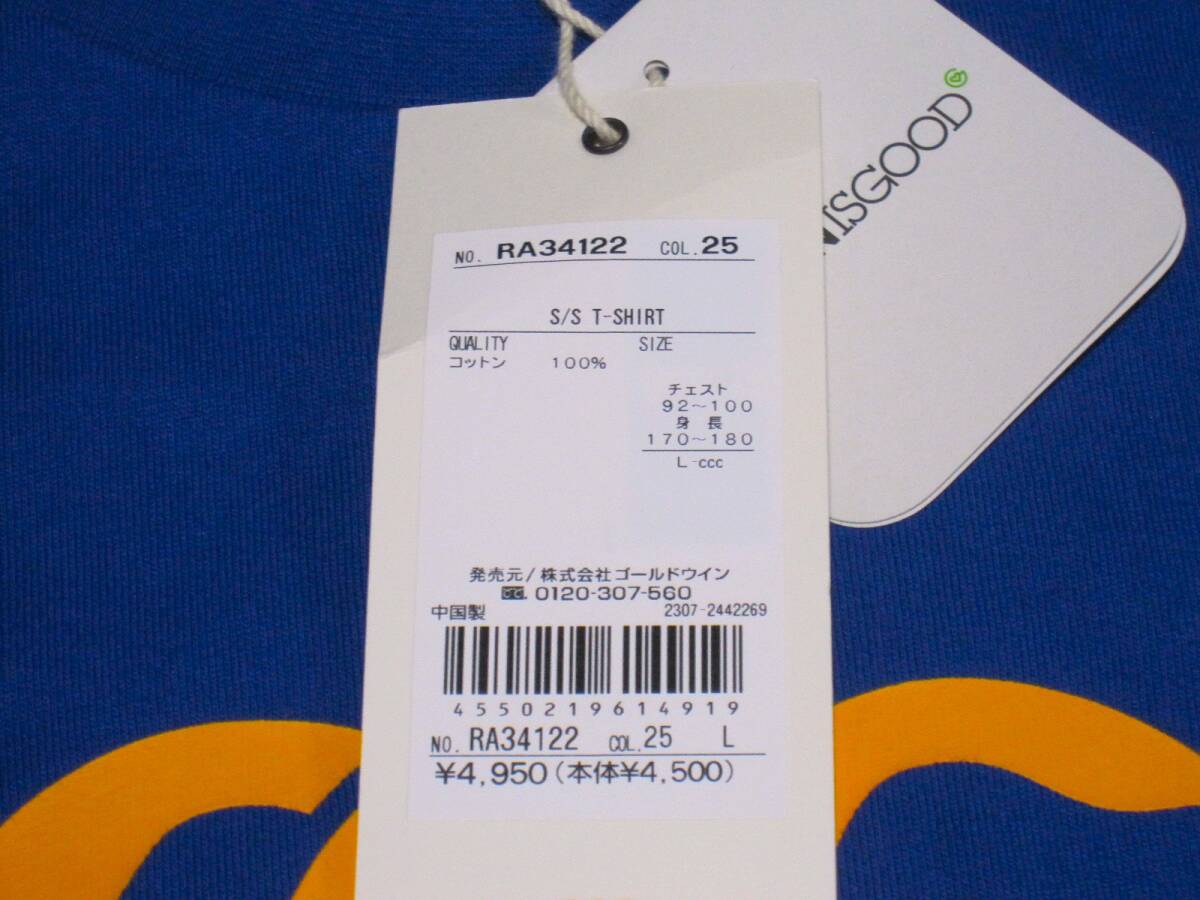 NISGOOD
NO. RA34122 COL.25
S/S T-SHIRT
QUALITY SIZE
コットン 100%
チェスト
92～100
身 長
170～180
L-ccc
発売元/株式会社ゴールドウイン
0120-307-560
中国製 2307-2442269
4550219614919
NO. RA34122 COL.25 L
¥4,950(本体¥4,500)